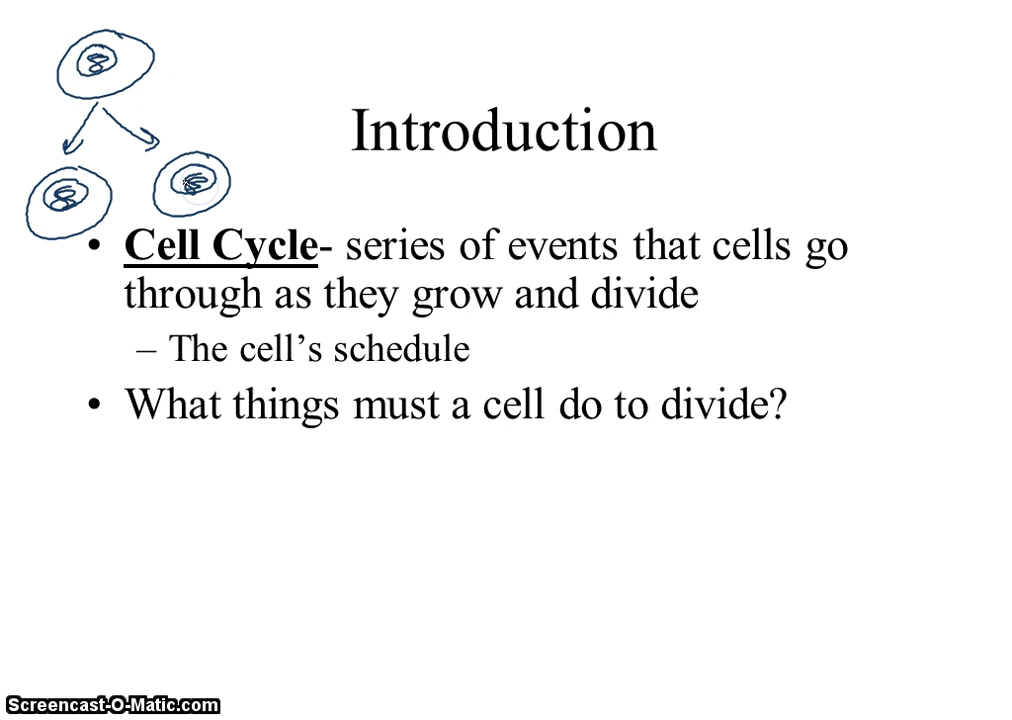 Introduction
• Cell Cycle- series of events that cells go
through as they grow and divide
– The cell’s schedule
• What things must a cell do to divide?
Screencast-O-Matic.com